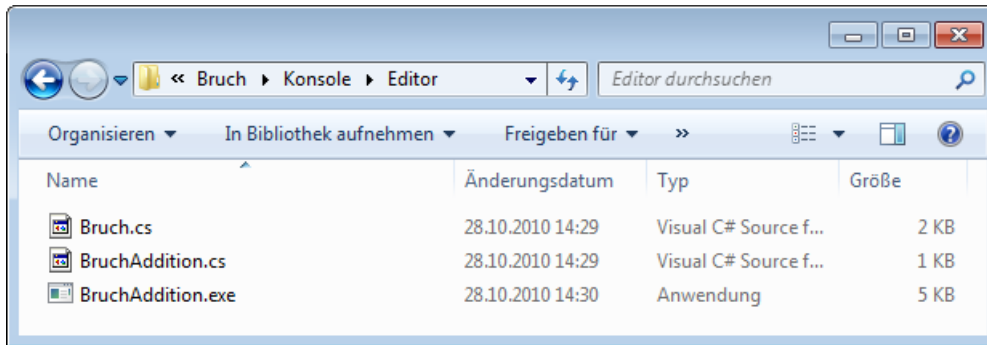 « Bruch ▸ Konsole ▸ Editor Editor durchsuchen
Organisieren ▼ In Bibliothek aufnehmen ▼ Freigeben für ▼ »
Name Änderungsdatum Typ Größe
Bruch.cs 28.10.2010 14:29 Visual C# Source f... 2 KB
BruchAddition.cs 28.10.2010 14:29 Visual C# Source f... 1 KB
BruchAddition.exe 28.10.2010 14:30 Anwendung 5 KB